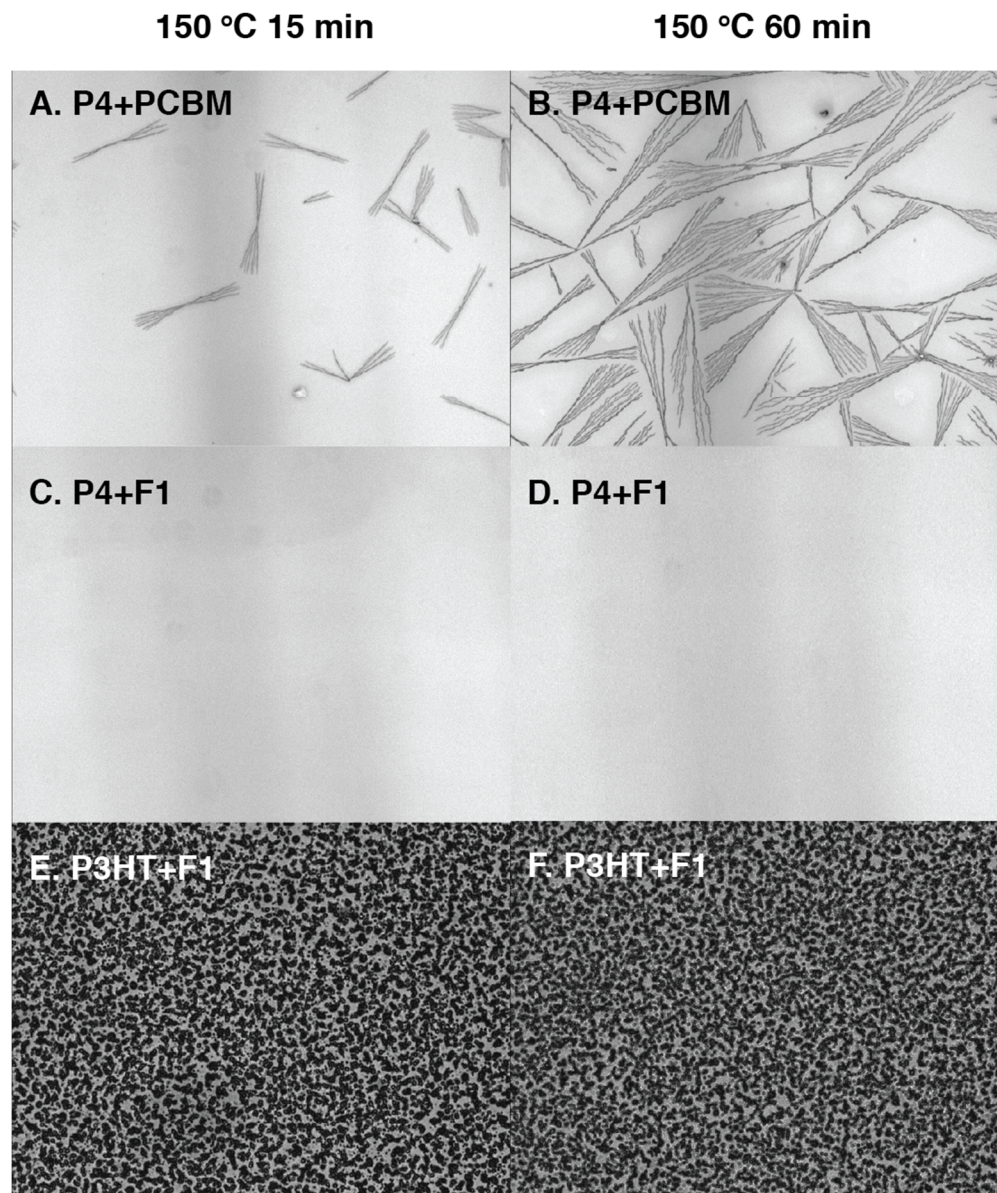 150 °C 15 min
150 °C 60 min
A. P4+PCBM
B. P4+PCBM
C. P4+F1
D. P4+F1
E. P3HT+F1
F. P3HT+F1